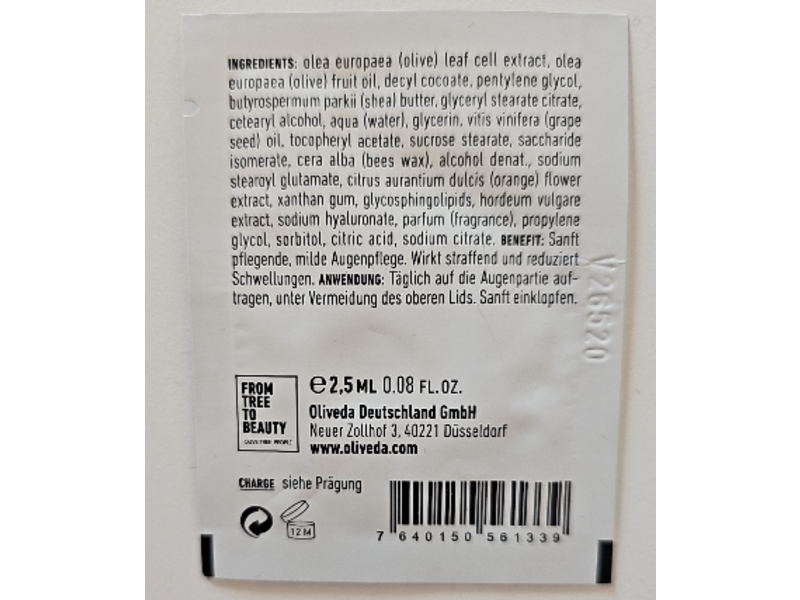 INGREDIENTS: olea europaea (olive) leaf cell extract, olea
europaea (olive) fruit oil, decyl cocoate, pentylene glycol,
butyrospermum parkii (shea) butter, glyceryl stearate citrate,
cetearyl alcohol, aqua (water), glycerin, vitis vinifera (grape
seed) oil, tocopheryl acetate, sucrose stearate, saccharide
isomerate, cera alba (bees wax), alcohol denat., sodium
stearoyl glutamate, citrus aurantium dulcis (orange) flower
extract, xanthan gum, glycosphingolipids, hordeum vulgare
extract, sodium hyaluronate, parfum (fragrance), propylene
glycol, sorbitol, citric acid, sodium citrate. BENEFIT: Sanft
pflegende, milde Augenpflege. Wirkt straffend und reduziert
Schwellungen. ANWENDUNG: Täglich auf die Augenpartie auf-
tragen, unter Vermeidung des oberen Lids. Sanft einklopfen.
V26520
FROM
TREE
TO
BEAUTY
℮ 2,5 ML 0.08 FL.OZ.
Oliveda Deutschland GmbH
Neuer Zollhof 3, 40221 Düsseldorf
www.oliveda.com
CHARGE siehe Prägung
12 M
7 640150 561339